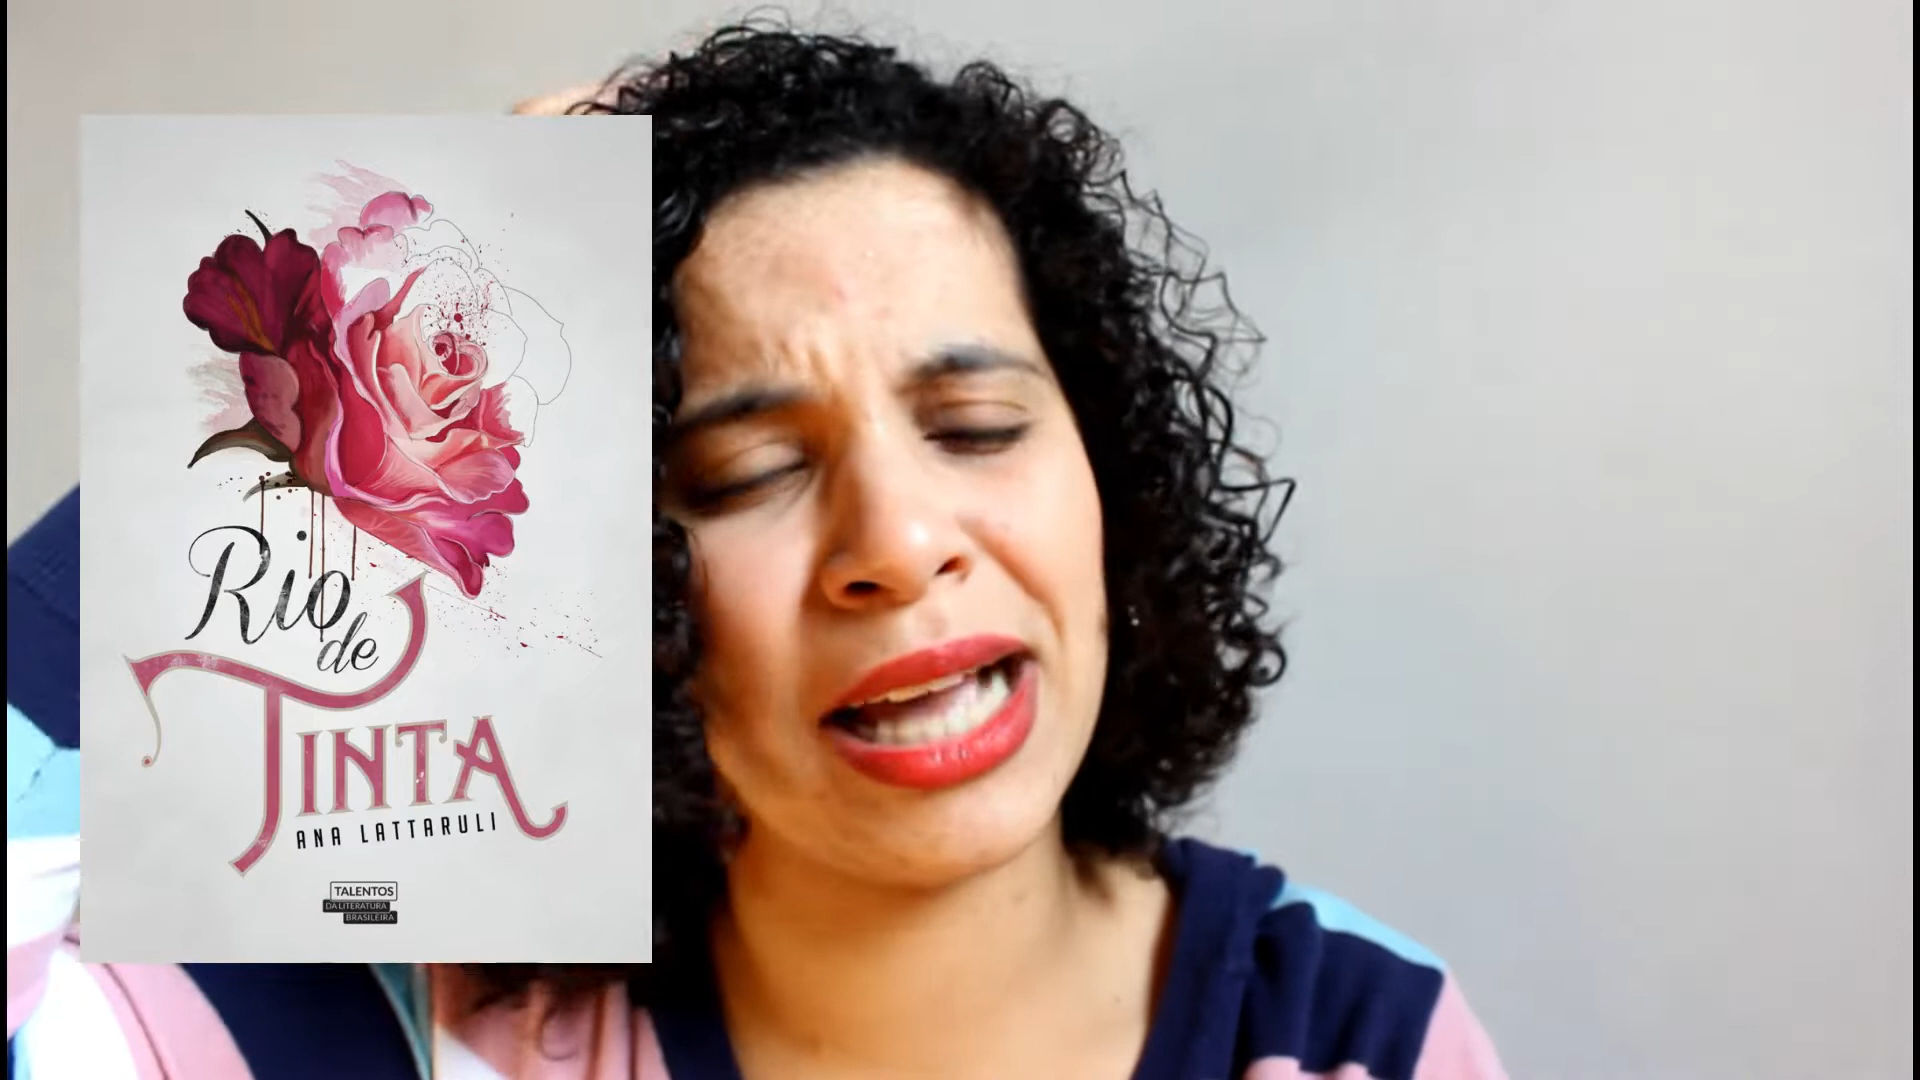 Rio
de
TINTA
ANA LATTARULI
TALENTOS
DA LITERATURA
BRASILEIRA